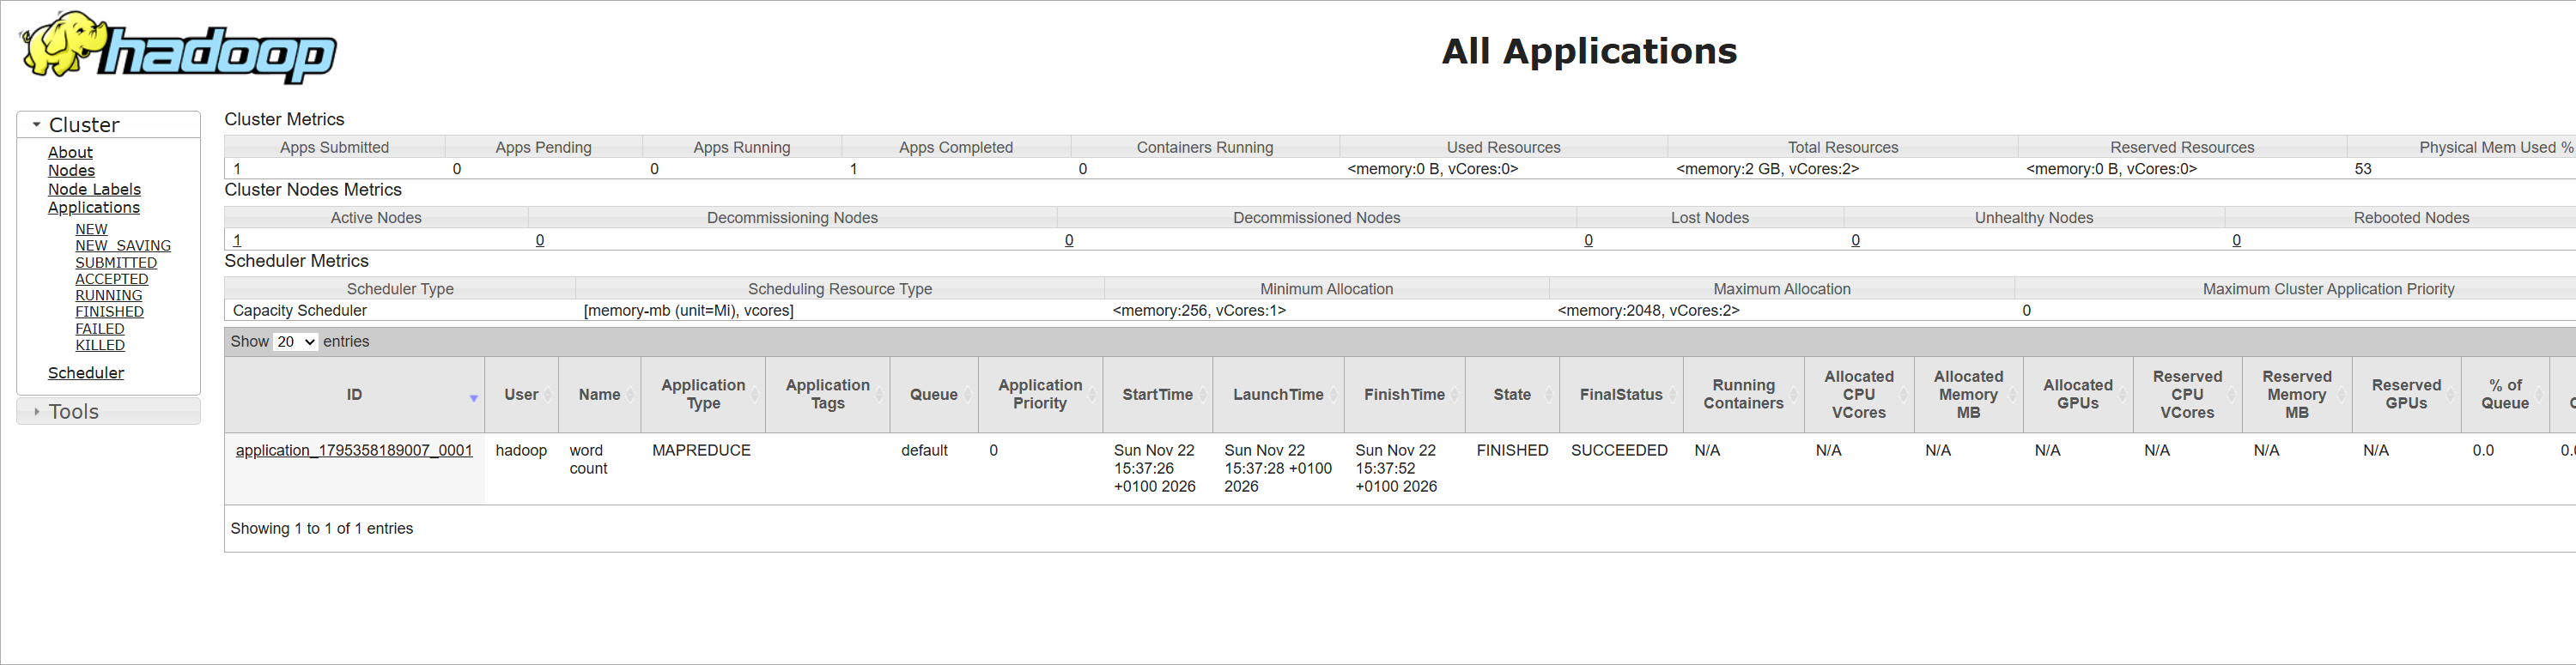 hadoop
All Applications
Cluster
About
Nodes
Node Labels
Applications
NEW
NEW_SAVING
SUBMITTED
ACCEPTED
RUNNING
FINISHED
FAILED
KILLED
Scheduler
Tools
Cluster Metrics
Apps Submitted Apps Pending Apps Running Apps Completed Containers Running Used Resources Total Resources Reserved Resources Physical Mem Used %
1 0 0 1 0 <memory:0 B, vCores:0> <memory:2 GB, vCores:2> <memory:0 B, vCores:0> 53
Cluster Nodes Metrics
Active Nodes Decommissioning Nodes Decommissioned Nodes Lost Nodes Unhealthy Nodes Rebooted Nodes
1 0 0 0 0 0
Scheduler Metrics
Scheduler Type Scheduling Resource Type Minimum Allocation Maximum Allocation Maximum Cluster Application Priority
Capacity Scheduler [memory-mb (unit=Mi), vcores] <memory:256, vCores:1> <memory:2048, vCores:2> 0
Show 20 entries
ID User Name Application Type Application Tags Queue Application Priority StartTime LaunchTime FinishTime State FinalStatus Running Containers Allocated CPU VCores Allocated Memory MB Allocated GPUs Reserved CPU VCores Reserved Memory MB Reserved GPUs % of Queue
application_1795358189007_0001 hadoop word count MAPREDUCE default 0 Sun Nov 22 15:37:26 +0100 2026 Sun Nov 22 15:37:28 +0100 2026 Sun Nov 22 15:37:52 +0100 2026 FINISHED SUCCEEDED N/A N/A N/A N/A N/A N/A N/A 0.0
Showing 1 to 1 of 1 entries